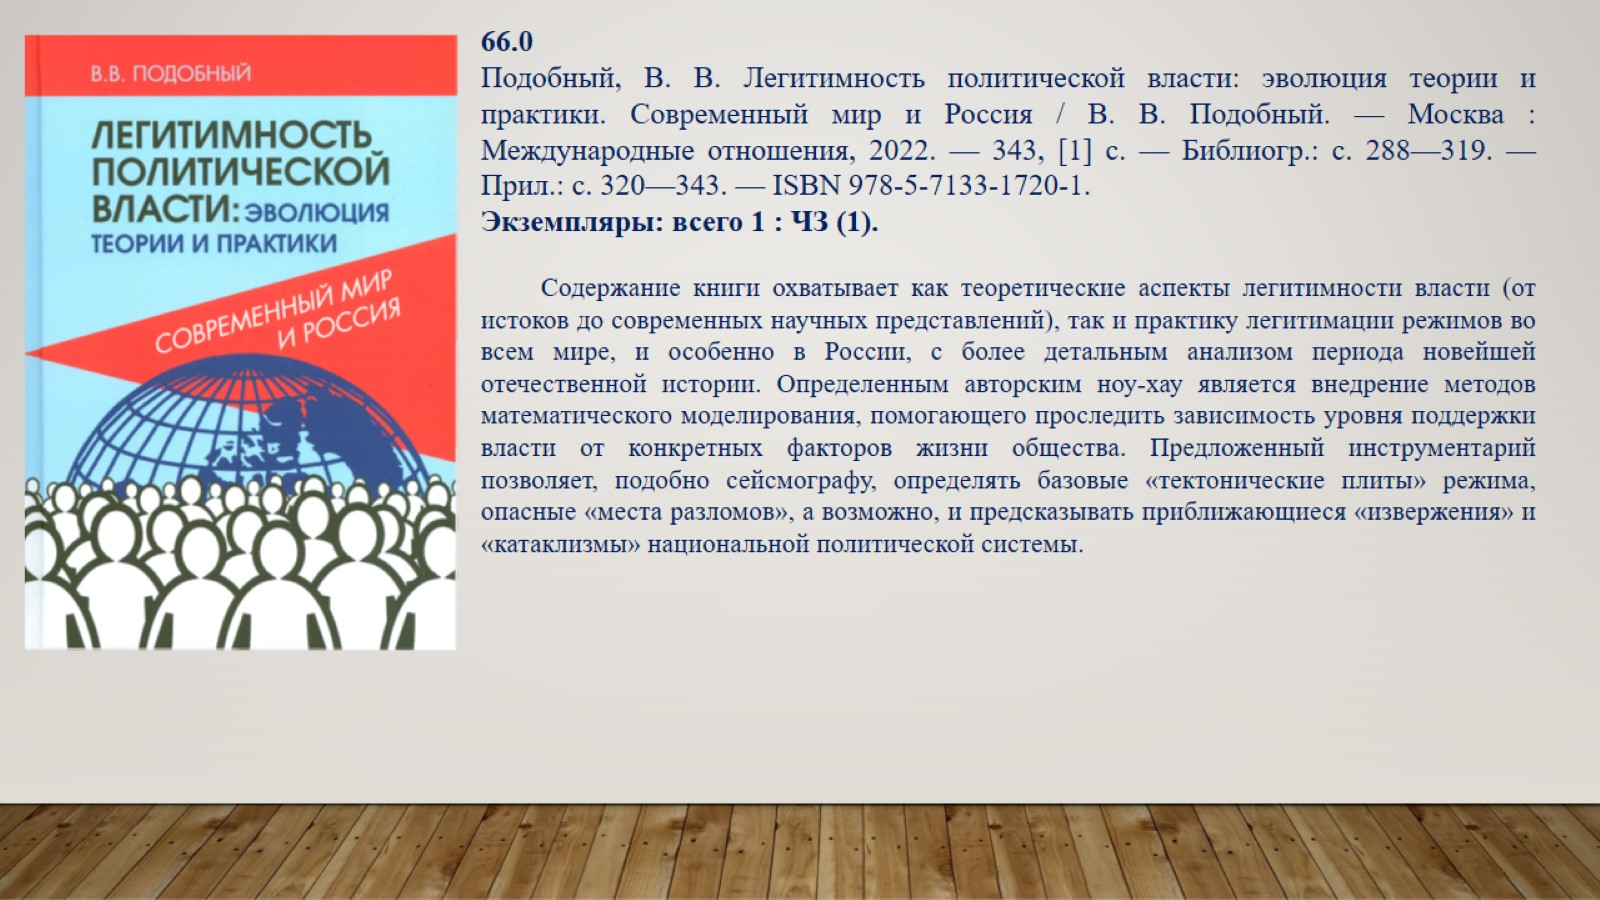 В.В. ПОДОБНЫЙ
ЛЕГИТИМНОСТЬ
ПОЛИТИЧЕСКОЙ
ВЛАСТИ: ЭВОЛЮЦИЯ
ТЕОРИИ И ПРАКТИКИ
СОВРЕМЕННЫЙ МИР
И РОССИЯ
66.0
Подобный, В. В. Легитимность политической власти: эволюция теории и
практики. Современный мир и Россия / В. В. Подобный. — Москва :
Международные отношения, 2022. — 343, [1] с. — Библиогр.: с. 288—319. —
Прил.: с. 320—343. — ISBN 978-5-7133-1720-1.
Экземпляры: всего 1 : ЧЗ (1).
Содержание книги охватывает как теоретические аспекты легитимности власти (от
истоков до современных научных представлений), так и практику легитимации режимов во
всем мире, и особенно в России, с более детальным анализом периода новейшей
отечественной истории. Определенным авторским ноу-хау является внедрение методов
математического моделирования, помогающего проследить зависимость уровня поддержки
власти от конкретных факторов жизни общества. Предложенный инструментарий
позволяет, подобно сейсмографу, определять базовые «тектонические плиты» режима,
опасные «места разломов», а возможно, и предсказывать приближающиеся «извержения» и
«катаклизмы» национальной политической системы.